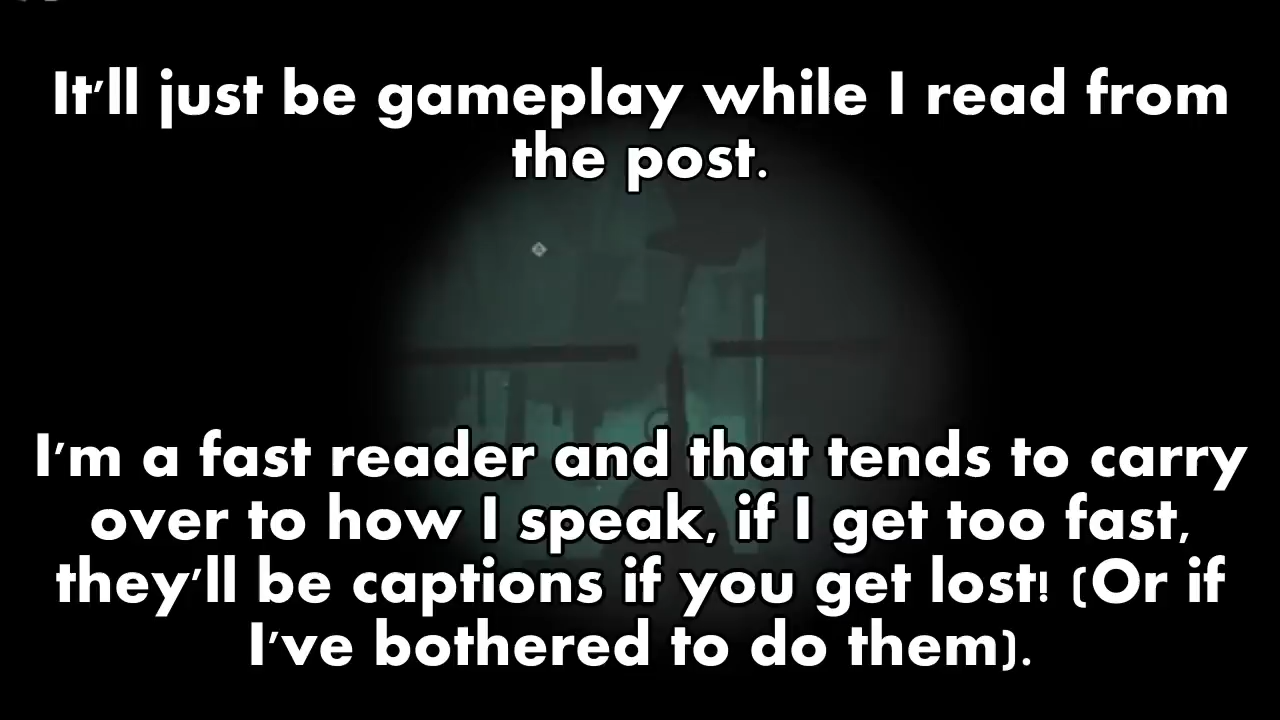 It'll just be gameplay while I read from
the post.
I'm a fast reader and that tends to carry
over to how I speak, if I get too fast,
they'll be captions if you get lost! (Or if
I've bothered to do them).